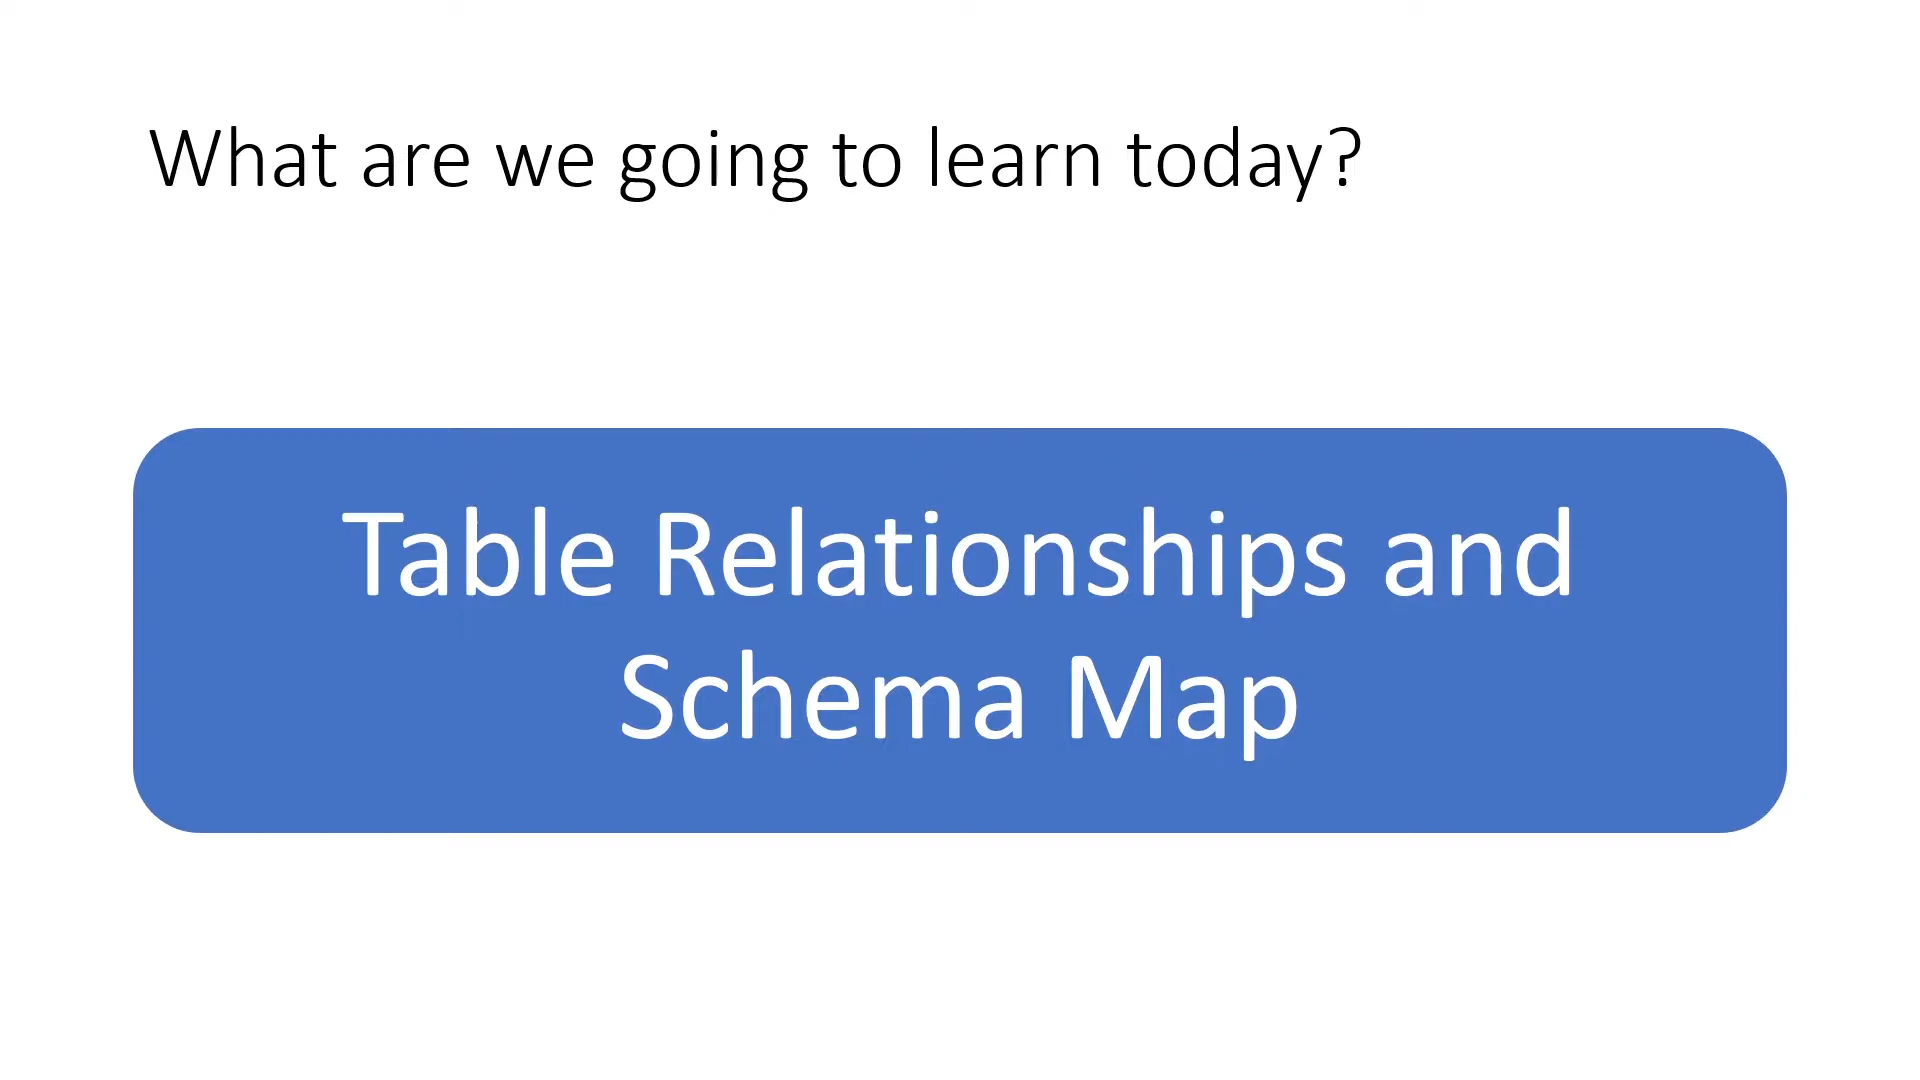 What are we going to learn today?
Table Relationships and
Schema Map